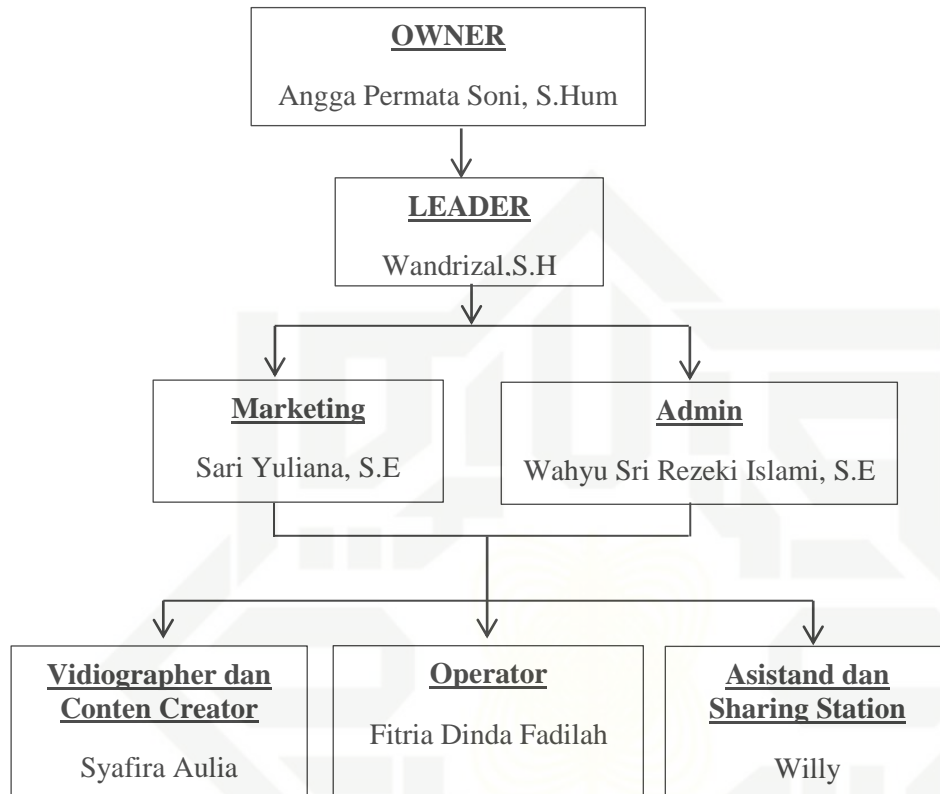 OWNER
Angga Permata Soni, S.Hum
LEADER
Wandrizal,S.H
Marketing
Sari Yuliana, S.E
Admin
Wahyu Sri Rezeki Islami, S.E
Vidiographer dan
Conten Creator
Syafira Aulia
Operator
Fitria Dinda Fadilah
Asistand dan
Sharing Station
Willy